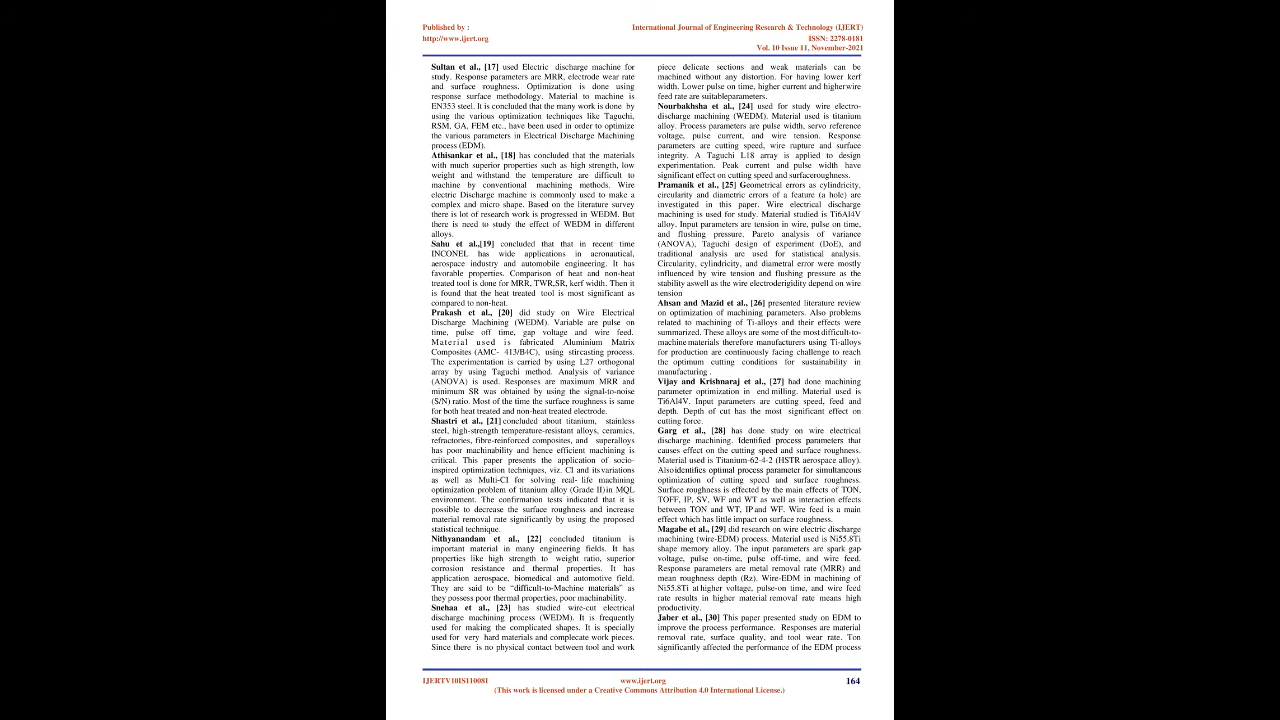 Published by :
http://www.ijert.org
International Journal of Engineering Research & Technology (IJERT)
ISSN: 2278-0181
Vol. 10 Issue 11, November-2021
Sultan et al., [17] used Electric discharge machine for
study. Response parameters are MRR, electrode wear rate
and surface roughness. Optimization is done using
response surface methodology. Material to machine is
EN353 steel. It is concluded that the many work is done by
using the various optimization techniques like Taguchi,
RSM, GA, FEM etc., have been used in order to optimize
the various parameters in Electrical Discharge Machining
process (EDM).
Athisankar et al., [18] has concluded that the materials
with much superior properties such as high strength, low
weight and withstand the temperature are difficult to
machine by conventional machining methods. Wire
electric Discharge machine is commonly used to make a
complex and micro shape. Based on the literature survey
there is lot of research work is progressed in WEDM. But
there is need to study the effect of WEDM in different
alloys.
Sahu et al.,[19] concluded that that in recent time
INCONEL has wide applications in aeronautical,
aerospace industry and automobile engineering. It has
favorable properties. Comparison of heat and non-heat
treated tool is done for MRR, TWR,SR, kerf width. Then it
is found that the heat treated tool is most significant as
compared to non-heat.
Prakash et al., [20] did study on Wire Electrical
Discharge Machining (WEDM). Variable are pulse on
time, pulse off time, gap voltage and wire feed.
Material used is fabricated Aluminium Matrix
Composites (AMC- 413/B4C), using stircasting process.
The experimentation is carried by using L27 orthogonal
array by using Taguchi method. Analysis of variance
(ANOVA) is used. Responses are maximum MRR and
minimum SR was obtained by using the signal-to-noise
(S/N) ratio. Most of the time the surface roughness is same
for both heat treated and non-heat treated electrode.
Shastri et al., [21] concluded about titanium, stainless
steel, high-strength temperature-resistant alloys, ceramics,
refractories, fibre-reinforced composites, and superalloys
has poor machinability and hence efficient machining is
critical. This paper presents the application of socio-
inspired optimization techniques, viz. CI and its variations
as well as Multi-CI for solving real- life machining
optimization problem of titanium alloy (Grade II) in MQL
environment. The confirmation tests indicated that it is
possible to decrease the surface roughness and increase
material removal rate significantly by using the proposed
statistical technique.
Nithyanandam et al., [22] concluded titanium is
important material in many engineering fields. It has
properties like high strength to weight ratio, superior
corrosion resistance and thermal properties. It has
application aerospace, biomedical and automotive field.
They are said to be “difficult-to-Machine materials” as
they possess poor thermal properties, poor machinability.
Snehaa et al., [23] has studied wire-cut electrical
discharge machining process (WEDM). It is frequently
used for making the complicated shapes. It is specially
used for very hard materials and complecate work pieces.
Since there is no physical contact between tool and work
piece delicate sections and weak materials can be
machined without any distortion. For having lower kerf
width. Lower pulse on time, higher current and higherwire
feed rate are suitableparameters.
Nourbakhsha et al., [24] used for study wire electro-
discharge machining (WEDM). Material used is titanium
alloy. Process parameters are pulse width, servo reference
voltage, pulse current, and wire tension. Response
parameters are cutting speed, wire rupture and surface
integrity. A Taguchi L18 array is applied to design
experimentation. Peak current and pulse width have
significant effect on cutting speed and surfaceroughness.
Pramanik et al., [25] Geometrical errors as cylindricity,
circularity and diametric errors of a feature (a hole) are
investigated in this paper. Wire electrical discharge
machining is used for study. Material studied is Ti6Al4V
alloy. Input parameters are tension in wire, pulse on time,
and flushing pressure, Pareto analysis of variance
(ANOVA), Taguchi design of experiment (DoE), and
traditional analysis are used for statistical analysis.
Circularity, cylindricity, and diametral error were mostly
influenced by wire tension and flushing pressure as the
stability aswell as the wire electroderigidity depend on wire
tension
Ahsan and Mazid et al., [26] presented literature review
on optimization of machining parameters. Also problems
related to machining of Ti-alloys and their effects were
summarized. These alloys are some of the most difficult-to-
machine materials therefore manufacturers using Ti-alloys
for production are continuously facing challenge to reach
the optimum cutting conditions for sustainability in
manufacturing .
Vijay and Krishnaraj et al., [27] had done machining
parameter optimization in end milling. Material used is
Ti6Al4V. Input parameters are cutting speed, feed and
depth. Depth of cut has the most significant effect on
cutting force.
Garg et al., [28] has done study on wire electrical
discharge machining. Identified process parameters that
causes effect on the cutting speed and surface roughness.
Material used is Titanium-62-4-2 (HSTR aerospace alloy).
Also identifies optimal process parameter for simultancous
optimization of cutting speed and surface roughness.
Surface roughness is effected by the main effects of TON,
TOFF, IP, SV, WF and WT as well as interaction effects
between TON and WT, IP and WF. Wire feed is a main
effect which has little impact on surface roughness.
Magabe et al., [29] did research on wire electric discharge
machining (wire-EDM) process. Material used is Ni55.8Ti
shape memory alloy. The input parameters are spark gap
voltage, pulse on-time, pulse off-time, and wire feed.
Response parameters are metal removal rate (MRR) and
mean roughness depth (Rz). Wire-EDM in machining of
Ni55.8Ti at higher voltage, pulse-on time, and wire feed
rate results in higher material removal rate means high
productivity.
Jaber et al., [30] This paper presented study on EDM to
improve the process performance. Responses are material
removal rate, surface quality, and tool wear rate. Ton
significantly affected the performance of the EDM process
IJERTV10IS110081
www.ijert.org
164
(This work is licensed under a Creative Commons Attribution 4.0 International License.)